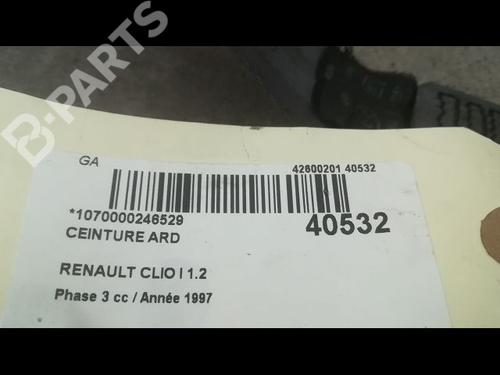 B-PARTS
GA
42600201 40532
*1070000246529
40532
CEINTURE ARD
RENAULT CLIO I 1.2
Phase 3 cc / Année 1997